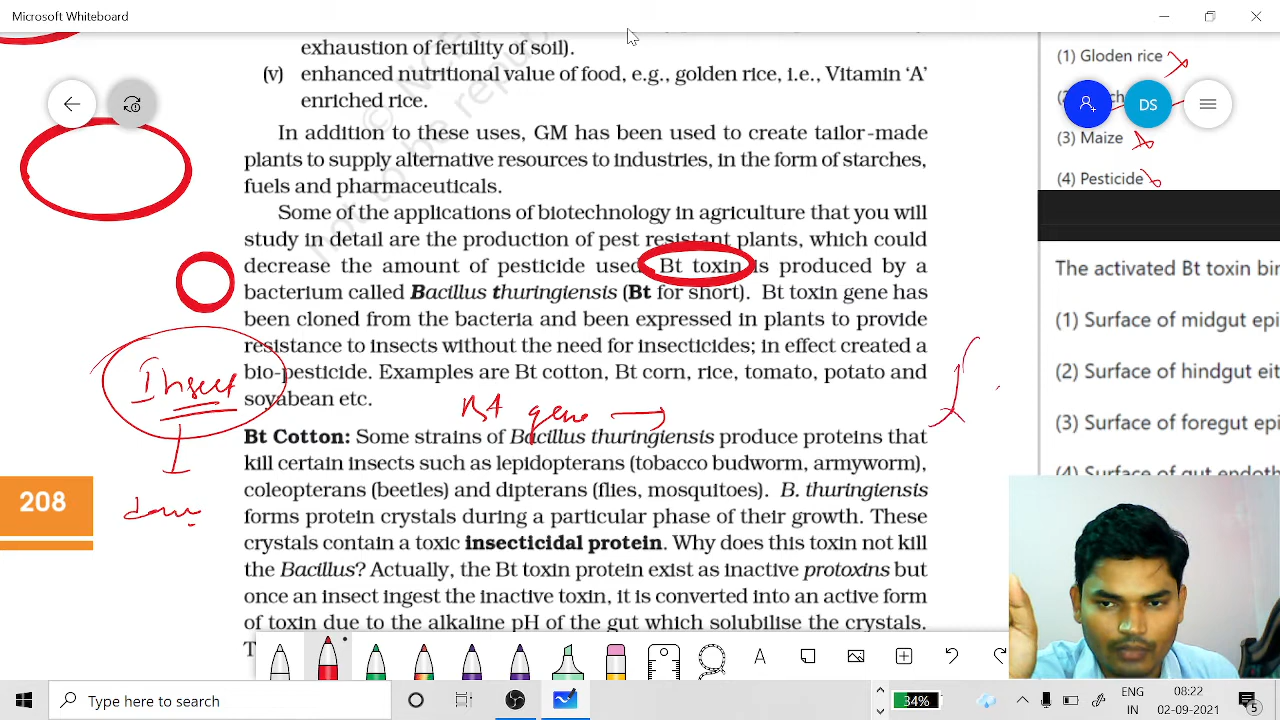 Microsoft Whiteboard
exhaustion of fertility of soil).
(v) enhanced nutritional value of food, e.g., golden rice, i.e., Vitamin ‘A’
enriched rice.
In addition to these uses, GM has been used to create tailor-made
plants to supply alternative resources to industries, in the form of starches,
fuels and pharmaceuticals.
Some of the applications of biotechnology in agriculture that you will
study in detail are the production of pest resistant plants, which could
decrease the amount of pesticide used. Bt toxin is produced by a
bacterium called Bacillus thuringiensis (Bt for short). Bt toxin gene has
been cloned from the bacteria and been expressed in plants to provide
resistance to insects without the need for insecticides; in effect created a
bio-pesticide. Examples are Bt cotton, Bt corn, rice, tomato, potato and
soyabean etc.
Insect
gene
Bt Cotton: Some strains of Bacillus thuringiensis produce proteins that
kill certain insects such as lepidopterans (tobacco budworm, armyworm),
coleopterans (beetles) and dipterans (flies, mosquitoes). B. thuringiensis
forms protein crystals during a particular phase of their growth. These
crystals contain a toxic insecticidal protein. Why does this toxin not kill
the Bacillus? Actually, the Bt toxin protein exist as inactive protoxins but
once an insect ingest the inactive toxin, it is converted into an active form
of toxin due to the alkaline pH of the gut which solubilise the crystals.
208
(1) Gloden rice
DS
(3) Maize
(4) Pesticide
The activated Bt toxin bin
(1) Surface of midgut epi
(2) Surface of hindgut eit
(3) Surface of foregut epi
(4) Surface of gut endoth
A
Type here to search
34%
ENG
IN
08:22
02-09-2021
5